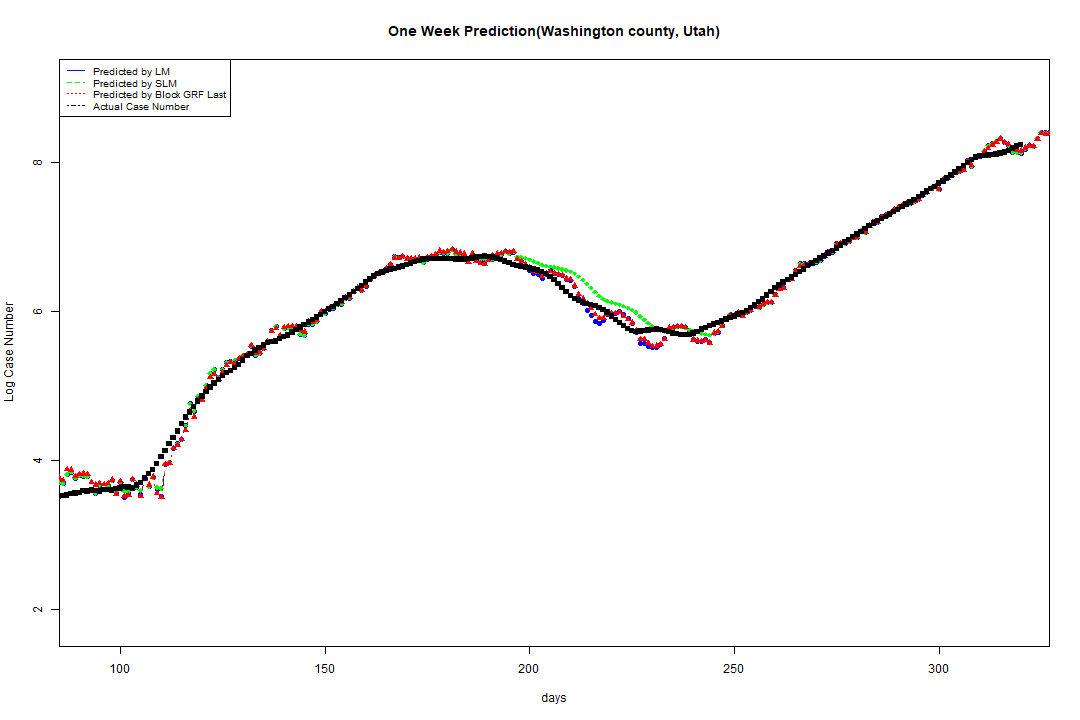 One Week Prediction(Washington county, Utah)
Predicted by LM
Predicted by SLM
Predicted by Block GRF Last
Actual Case Number
8
6
4
2
Log Case Number
100
150
200
250
300
days